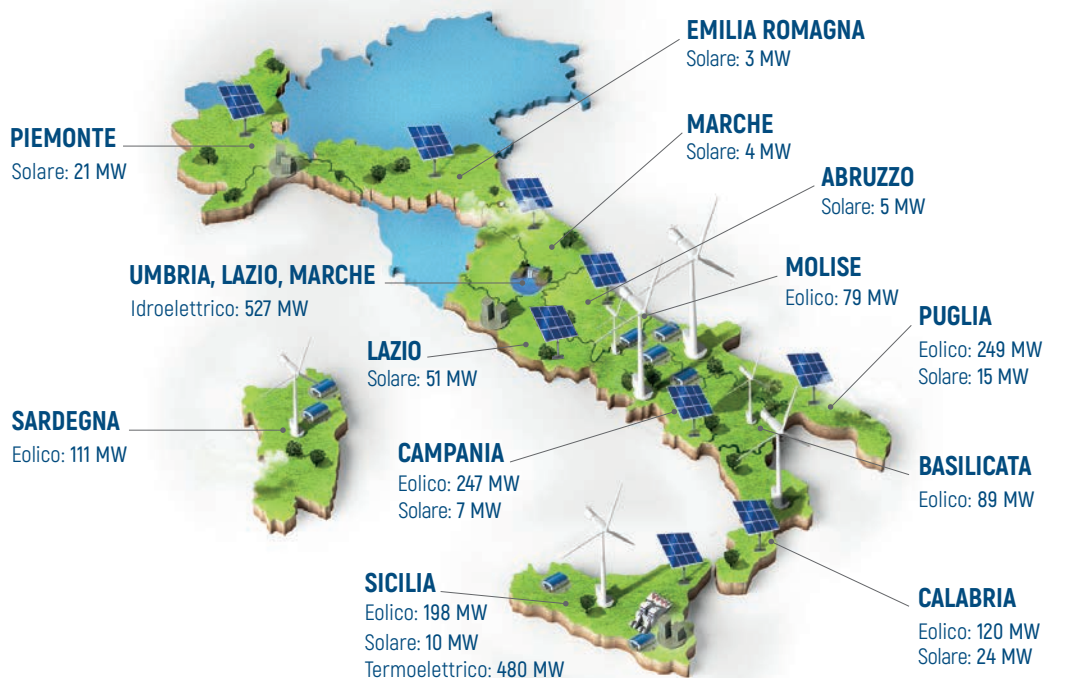 EMILIA ROMAGNA
Solare: 3 MW
PIEMONTE
Solare: 21 MW
MARCHE
Solare: 4 MW
ABRUZZO
Solare: 5 MW
UMBRIA, LAZIO, MARCHE
Idroelettrico: 527 MW
MOLISE
Eolico: 79 MW
PUGLIA
Eolico: 249 MW
Solare: 15 MW
LAZIO
Solare: 51 MW
SARDEGNA
Eolico: 111 MW
CAMPANIA
Eolico: 247 MW
Solare: 7 MW
BASILICATA
Eolico: 89 MW
SICILIA
Eolico: 198 MW
Solare: 10 MW
Termoelettrico: 480 MW
CALABRIA
Eolico: 120 MW
Solare: 24 MW